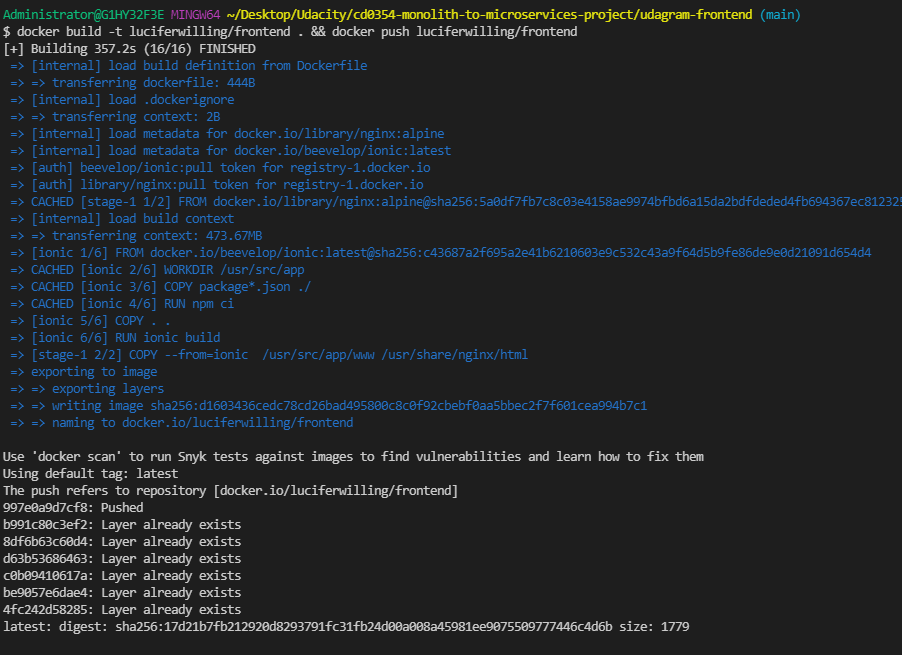 Administrator@G1HY32F3E MINGW64 ~/Desktop/Udacity/cd0354-monolith-to-microservices-project/udagram-frontend (main)
$ docker build -t luciferwilling/frontend . && docker push luciferwilling/frontend
[+] Building 357.2s (16/16) FINISHED
=> [internal] load build definition from Dockerfile
=> => transferring dockerfile: 444B
=> [internal] load .dockerignore
=> => transferring context: 2B
=> [internal] load metadata for docker.io/library/nginx:alpine
=> [internal] load metadata for docker.io/beevelop/ionic:latest
=> [auth] beevelop/ionic:pull token for registry-1.docker.io
=> [auth] library/nginx:pull token for registry-1.docker.io
=> CACHED [stage-1 1/2] FROM docker.io/library/nginx:alpine@sha256:5a0df7fb7c8c03e4158ae9974bfbd6a15da2bdfdeded4fb694367ec812325
=> [internal] load build context
=> => transferring context: 473.67MB
=> [ionic 1/6] FROM docker.io/beevelop/ionic:latest@sha256:c43687a2f695a2e41b6210603e9c532c43a9f64d5b9fe86de9e0d21091d654d4
=> CACHED [ionic 2/6] WORKDIR /usr/src/app
=> CACHED [ionic 3/6] COPY package*.json ./
=> CACHED [ionic 4/6] RUN npm ci
=> [ionic 5/6] COPY . .
=> [ionic 6/6] RUN ionic build
=> [stage-1 2/2] COPY --from=ionic  /usr/src/app/www /usr/share/nginx/html
=> exporting to image
=> => exporting layers
=> => writing image sha256:d1603436cedc78cd26bad495800c8c0f92cbebf0aa5bbec2f7f601cea994b7c1
=> => naming to docker.io/luciferwilling/frontend
Use 'docker scan' to run Snyk tests against images to find vulnerabilities and learn how to fix them
Using default tag: latest
The push refers to repository [docker.io/luciferwilling/frontend]
997e0a9d7cf8: Pushed
b991c80c3ef2: Layer already exists
8df6b63c60d4: Layer already exists
d63b53686463: Layer already exists
c0b09410617a: Layer already exists
be9057e6dae4: Layer already exists
4fc242d58285: Layer already exists
latest: digest: sha256:17d21b7fb212920d8293791fc31fb24d00a008a45981ee9075509777446c4d6b size: 1779